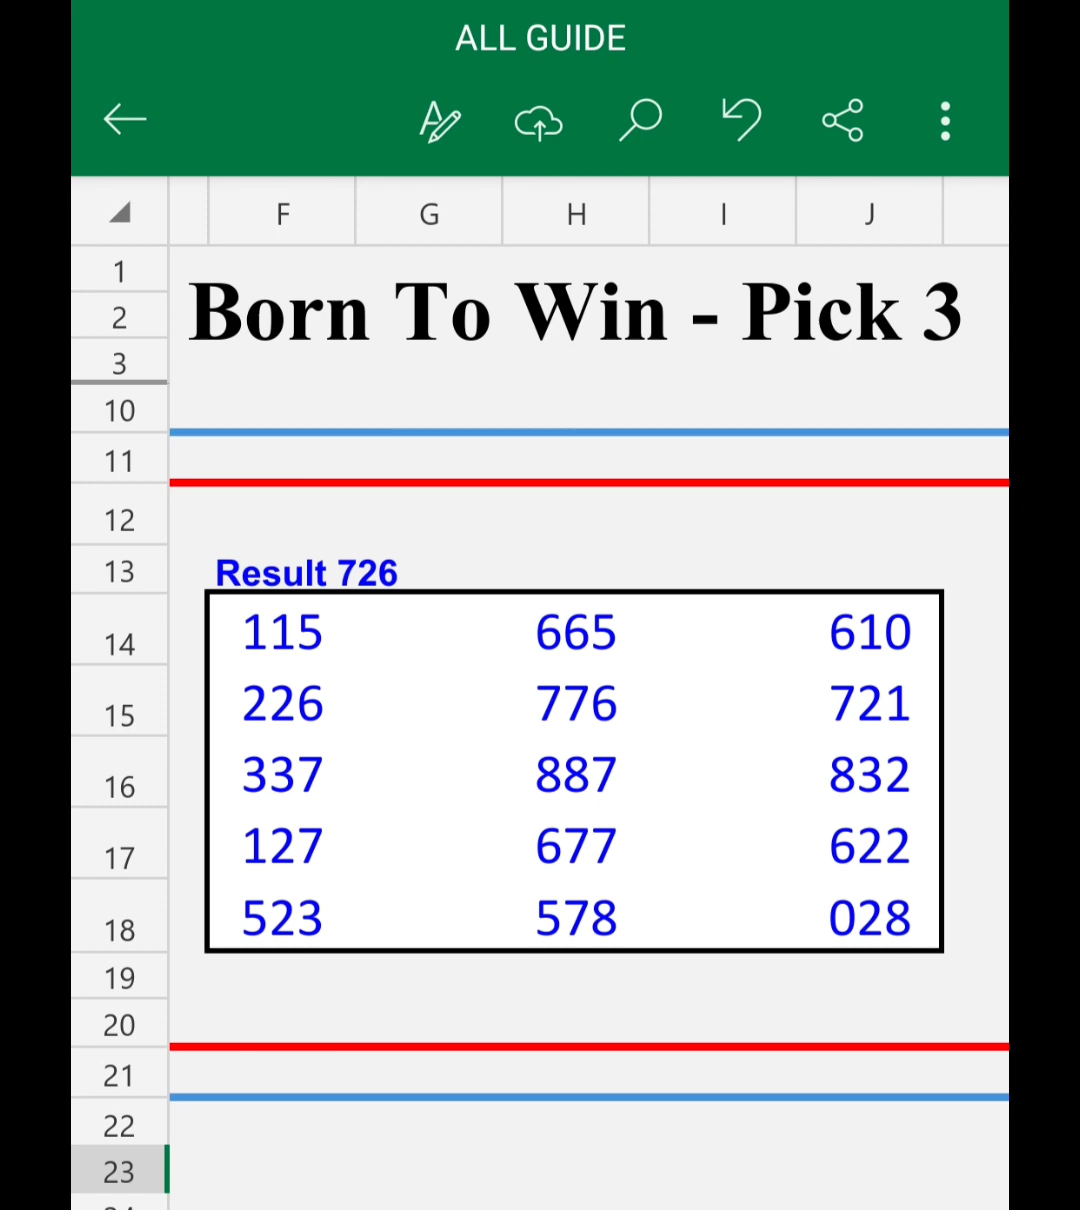 ALL GUIDE
F G H I J
1
Born To Win - Pick 3
2
3
10
11
12
13 Result 726
14 115 665 610
15 226 776 721
16 337 887 832
17 127 677 622
18 523 578 028
19
20
21
22
23